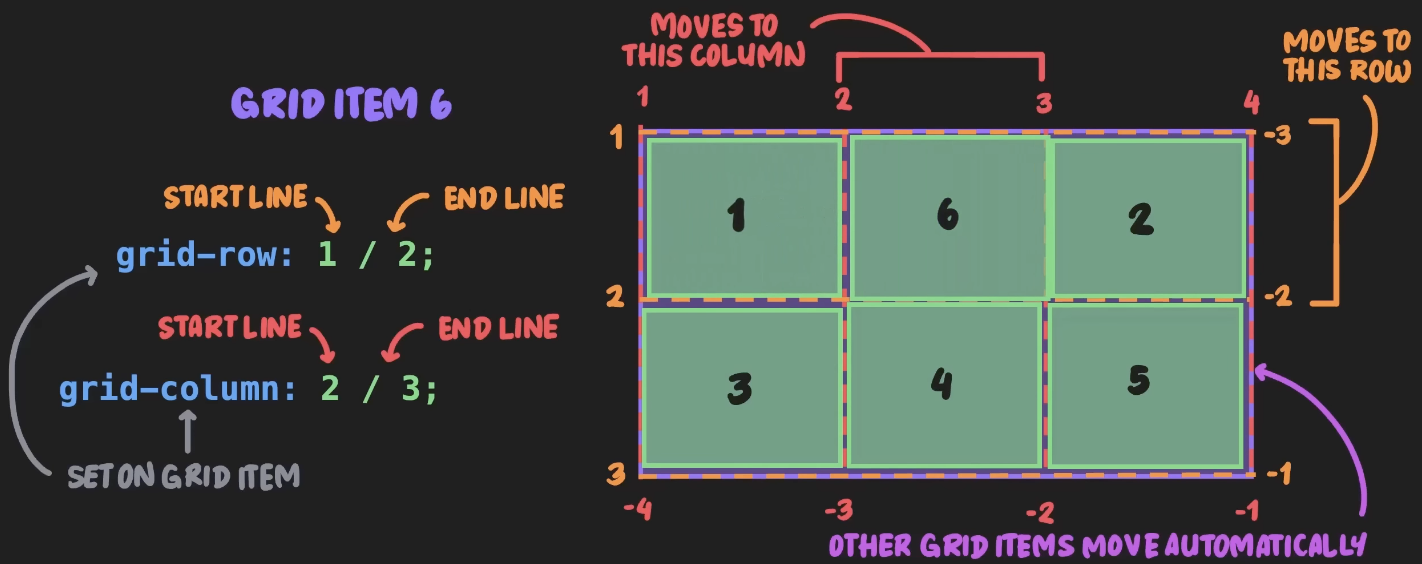 MOVES TO
THIS COLUMN
MOVES TO
THIS ROW
GRID ITEM 6
1 2 3 4
1 -3
START LINE END LINE
grid-row: 1 / 2;
1 6 2
2 -2
START LINE END LINE
grid-column: 2 / 3;
3 4 5
SET ON GRID ITEM
3 -1
-4 -3 -2 -1
OTHER GRID ITEMS MOVE AUTOMATICALLY